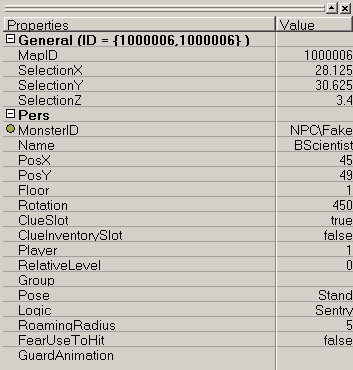 Properties Value
General (ID = {1000006,1000006} )
MapID 1000006
SelectionX 28.125
SelectionY 30.625
SelectionZ 3.4
Pers
MonsterID NPC\Fake
Name BScientist
PosX 45
PosY 49
Floor 1
Rotation 450
ClueSlot true
ClueInventorySlot false
Player 1
RelativeLevel 0
Group
Pose Stand
Logic Sentry
RoamingRadius 5
FearUseToHit false
GuardAnimation